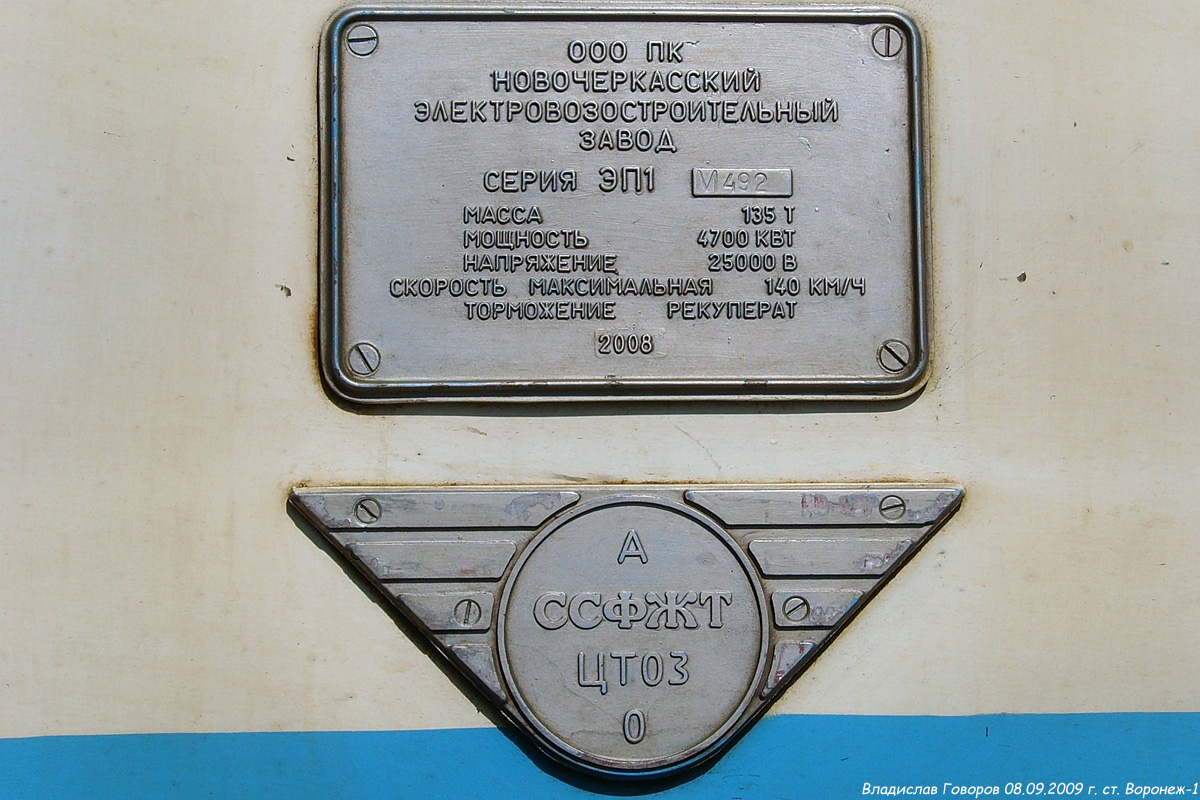 ООО ПК
НОВОЧЕРКАССКИЙ
ЭЛЕКТРОВОЗОСТРОИТЕЛЬНЫЙ
ЗАВОД
СЕРИЯ ЭП1 М 492
МАССА 135 Т
МОЩНОСТЬ 4700 КВТ
НАПРЯЖЕНИЕ 25000 В
СКОРОСТЬ МАКСИМАЛЬНАЯ 140 КМ/Ч
ТОРМОЖЕНИЕ РЕКУПЕРАТ
2008
А
ССФЖТ
ЦТ03
0
Владислав Говоров 08.09.2009 г. ст. Воронеж-1